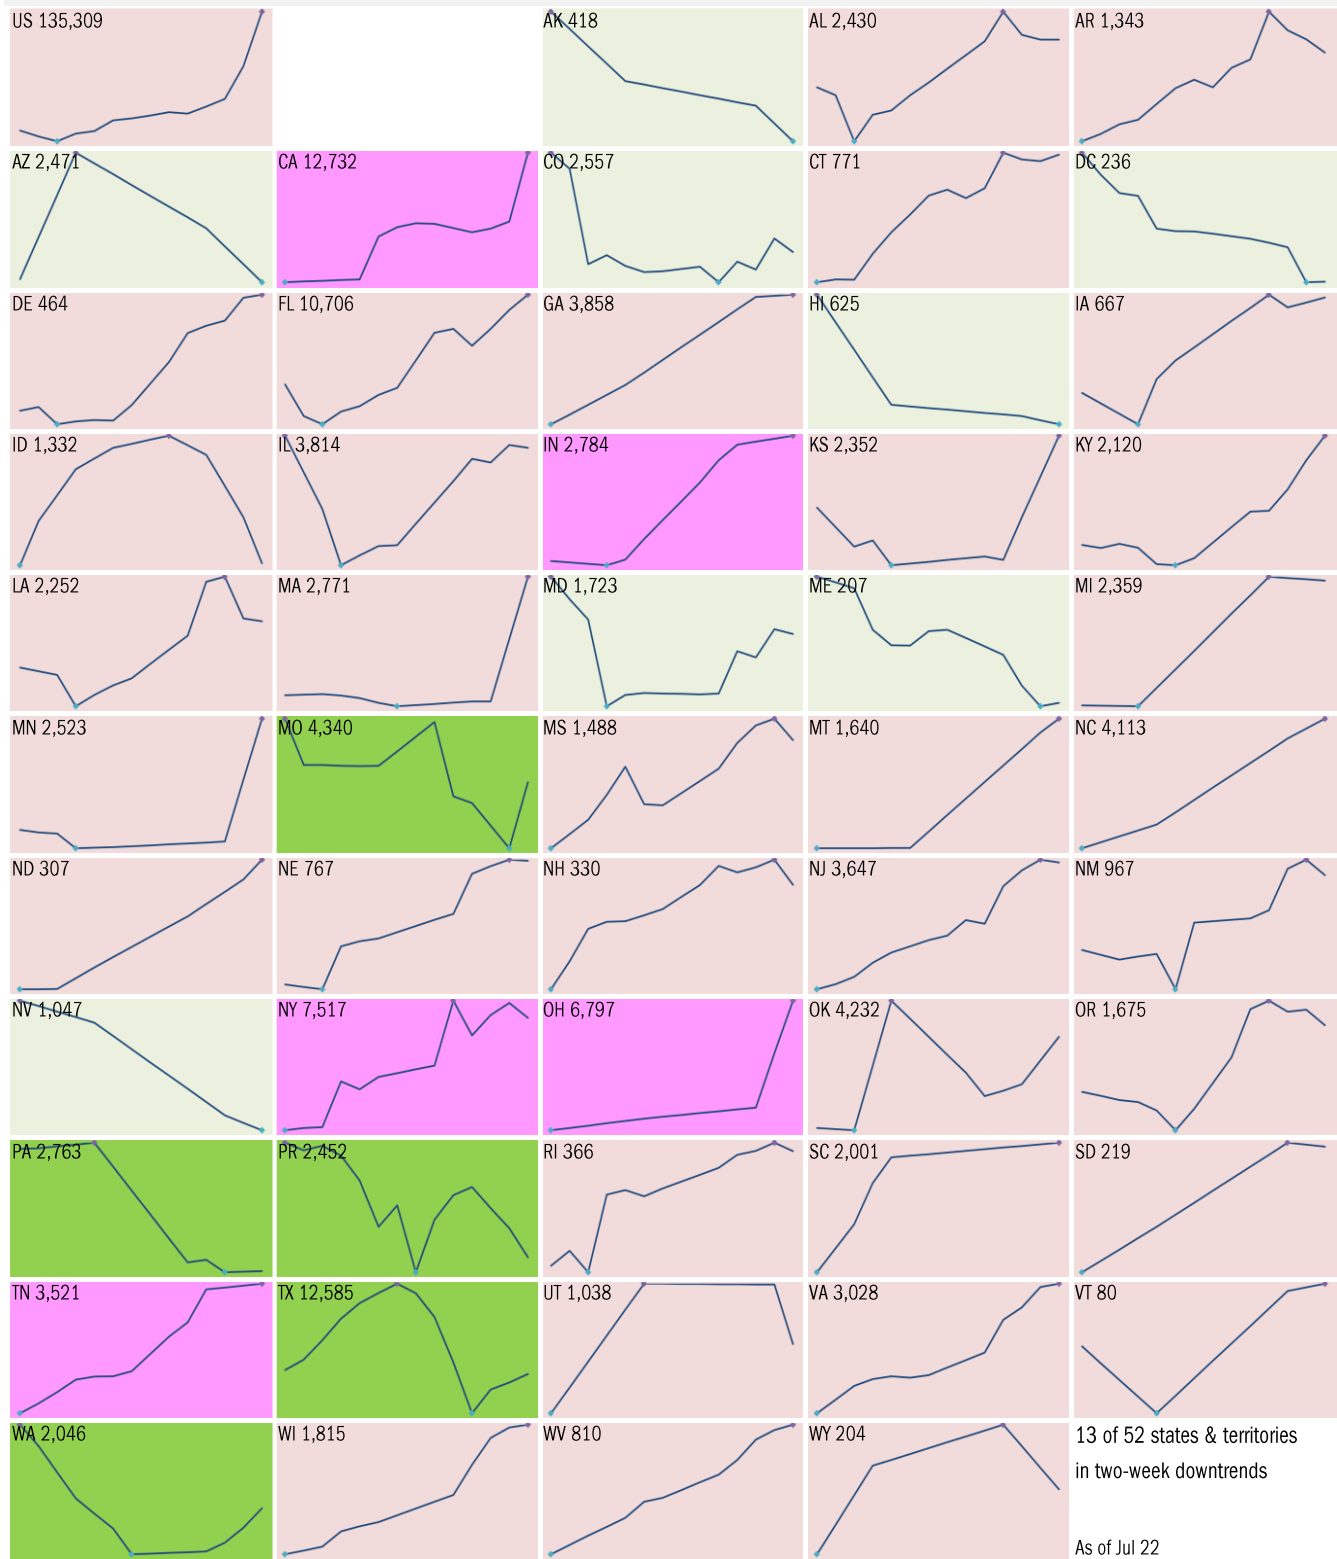 US 135,309
AK 418
AL 2,430
AR 1,343
AZ 2,471
CA 12,732
CO 2,557
CT 771
DC 236
DE 464
FL 10,706
GA 3,858
HI 625
IA 667
ID 1,332
IL 3,814
IN 2,784
KS 2,352
KY 2,120
LA 2,252
MA 2,771
MD 1,723
ME 207
MI 2,359
MN 2,523
MO 4,340
MS 1,488
MT 1,640
NC 4,113
ND 307
NE 767
NH 330
NJ 3,647
NM 967
NV 1,047
NY 7,517
OH 6,797
OK 4,232
OR 1,675
PA 2,763
PR 2,452
RI 366
SC 2,001
SD 219
TN 3,521
TX 12,585
UT 1,038
VA 3,028
VT 80
WA 2,046
WI 1,815
WV 810
WY 204
13 of 52 states & territories
in two-week downtrends
As of Jul 22